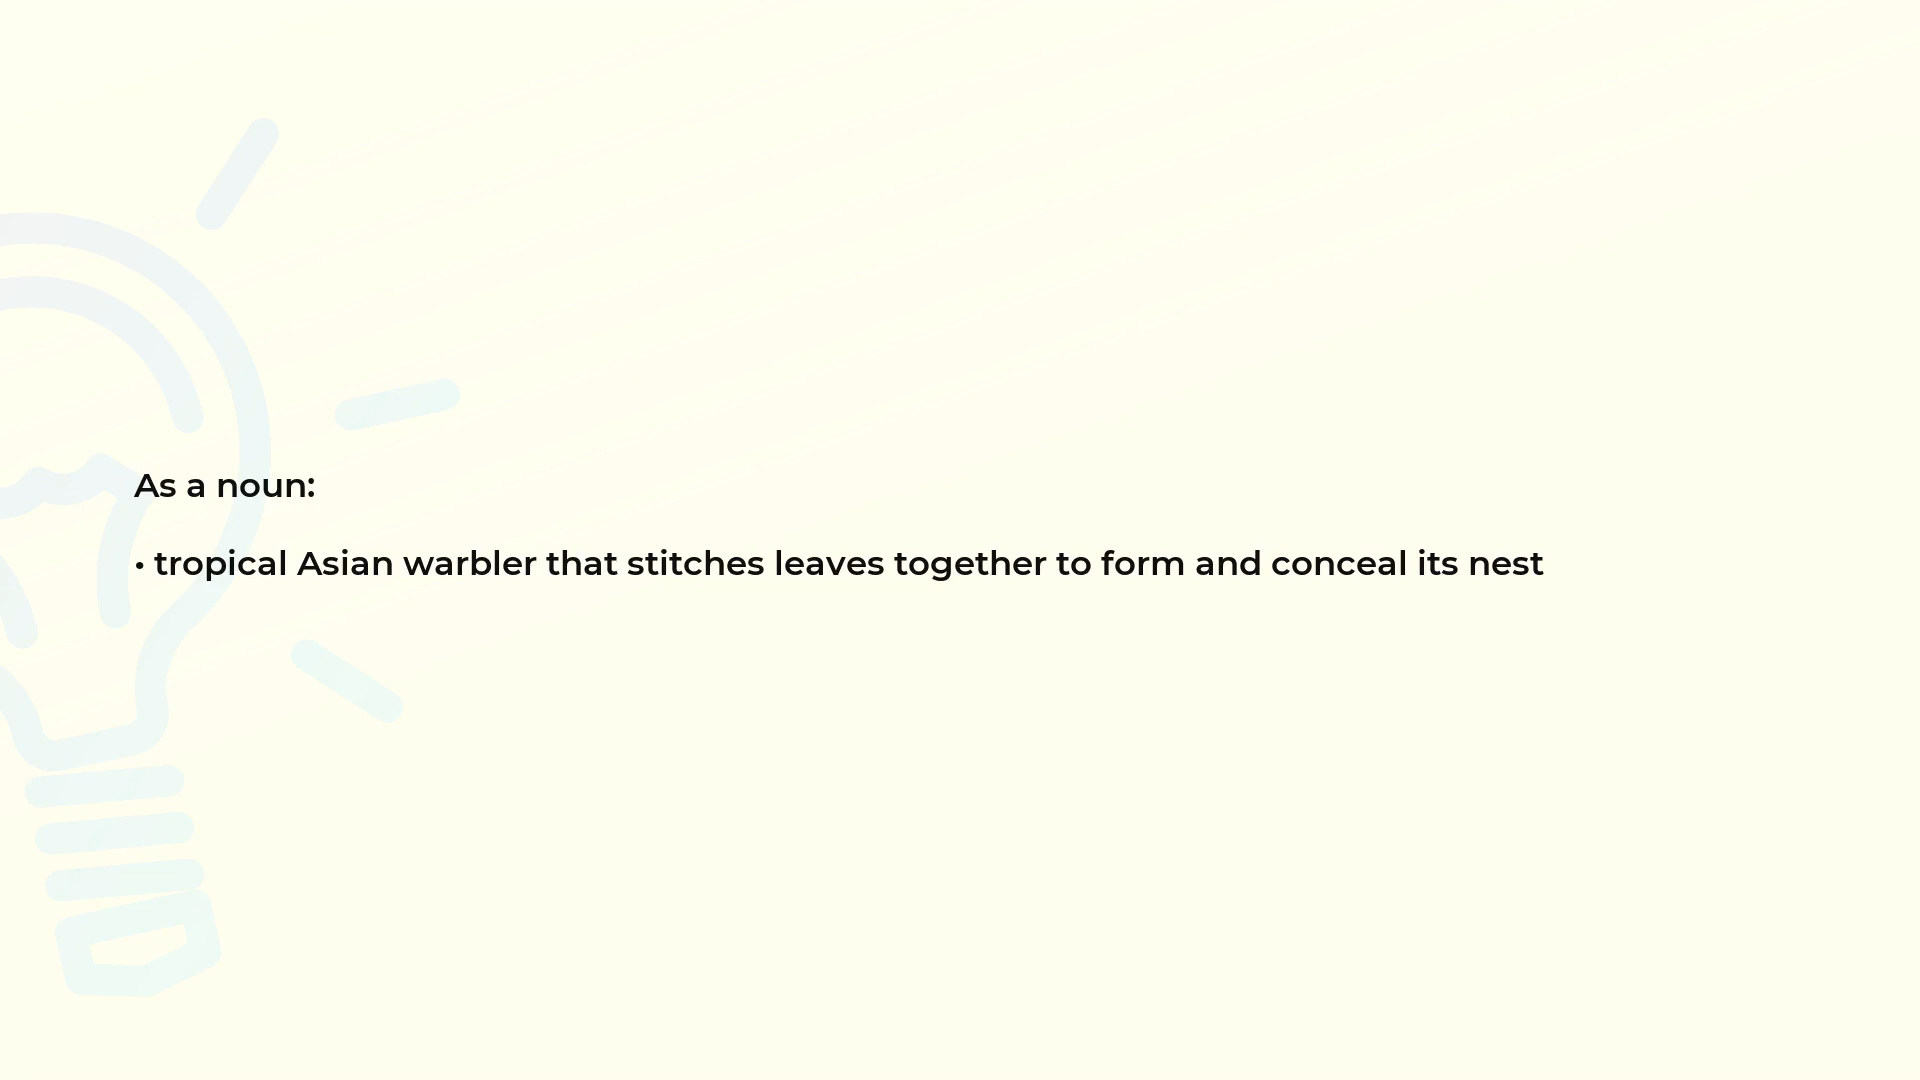 As a noun:
• tropical Asian warbler that stitches leaves together to form and conceal its nest